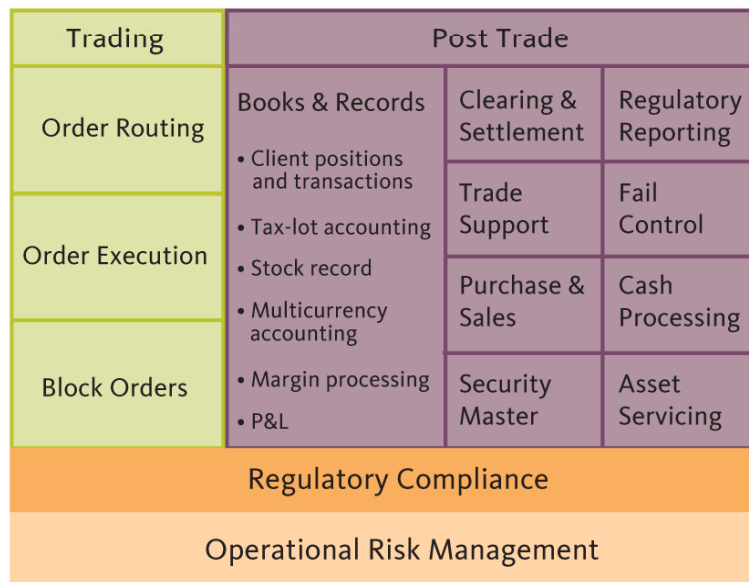 Trading
Post Trade
Order Routing
Order Execution
Block Orders
Books & Records
• Client positions
and transactions
• Tax-lot accounting
• Stock record
• Multicurrency
accounting
• Margin processing
• P&L
Clearing &
Settlement
Regulatory
Reporting
Trade
Support
Fail
Control
Purchase &
Sales
Cash
Processing
Security
Master
Asset
Servicing
Regulatory Compliance
Operational Risk Management